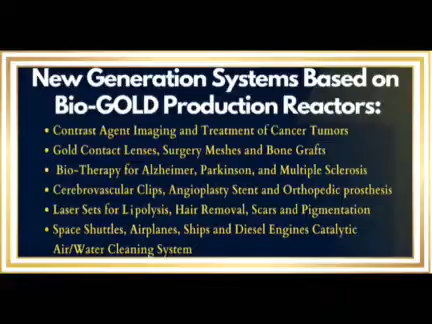 New Generation Systems Based on
Bio-GOLD Production Reactors:
• Contrast Agent Imaging and Treatment of Cancer Tumors
• Gold Contact Lenses, Surgery Meshes and Bone Grafts
• Bio-Therapy for Alzheimer, Parkinson, and Multiple Sclerosis
• Cerebrovascular Clips, Angioplasty Stent and Orthopedic prosthesis
• Laser Sets for Lipolysis, Hair Removal, Scars and Pigmentation
• Space Shuttles, Airplanes, Ships and Diesel Engines Catalytic
Air/Water Cleaning System